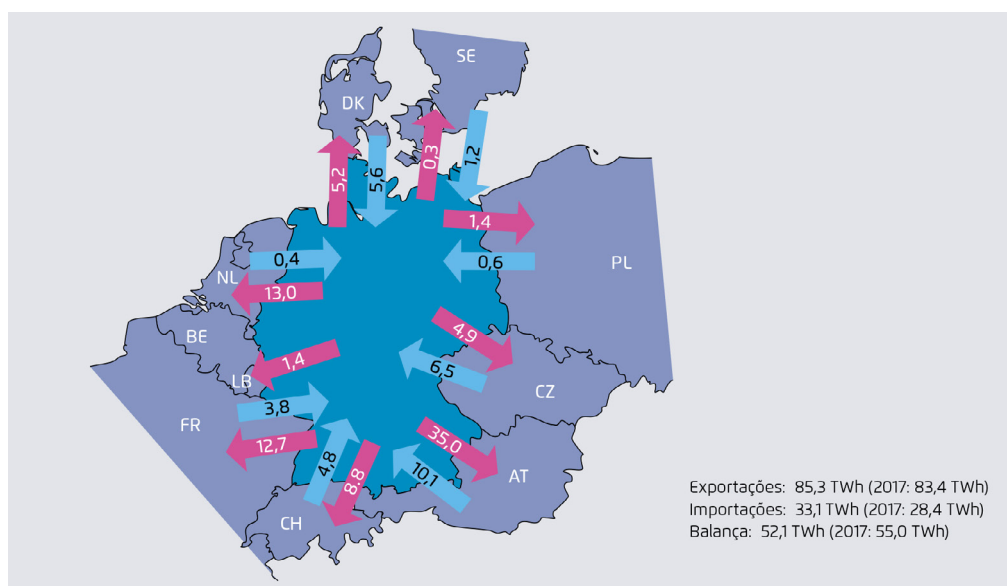 SE
DK
5,2
5,6
0,3
1,2
1,4
0,6
PL
NL
0,4
13,0
BE
1,4
LB
4,9
6,5
CZ
FR
3,8
12,7
4,8
8.8
35,0
10,1
AT
CH
Exportações: 85,3 TWh (2017: 83,4 TWh)
Importações: 33,1 TWh (2017: 28,4 TWh)
Balança: 52,1 TWh (2017: 55,0 TWh)